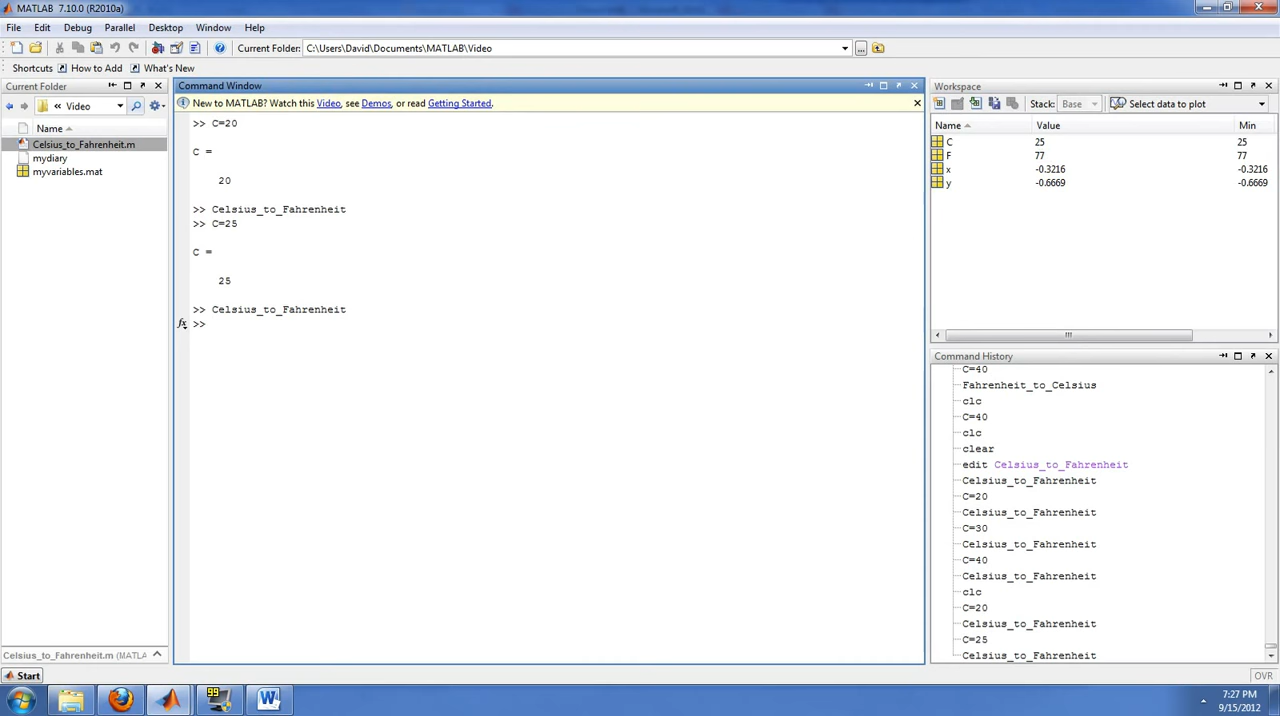 MATLAB 7.10.0 (R2010a)
File Edit Debug Parallel Desktop Window Help
Current Folder: C:\Users\David\Documents\MATLAB\Video ...
Shortcuts How to Add What's New
Current Folder
« Video
Name
Celsius_to_Fahrenheit.m
mydiary
myvariables.mat
Celsius_to_Fahrenheit.m (MATLA
Command Window
New to MATLAB? Watch this Video, see Demos, or read Getting Started.
>> C=20
C =
20
>> Celsius_to_Fahrenheit
>> C=25
C =
25
>> Celsius_to_Fahrenheit
fx >>
Workspace
Stack: Base Select data to plot
Name Value Min
C 25 25
F 77 77
x -0.3216 -0.3216
y -0.6669 -0.6669
Command History
C=40
Fahrenheit_to_Celsius
clc
C=40
clc
clear
edit Celsius_to_Fahrenheit
Celsius_to_Fahrenheit
C=20
Celsius_to_Fahrenheit
C=30
Celsius_to_Fahrenheit
C=40
Celsius_to_Fahrenheit
clc
C=20
Celsius_to_Fahrenheit
C=25
Celsius_to_Fahrenheit
Start OVR
99
7:27 PM
9/15/2012